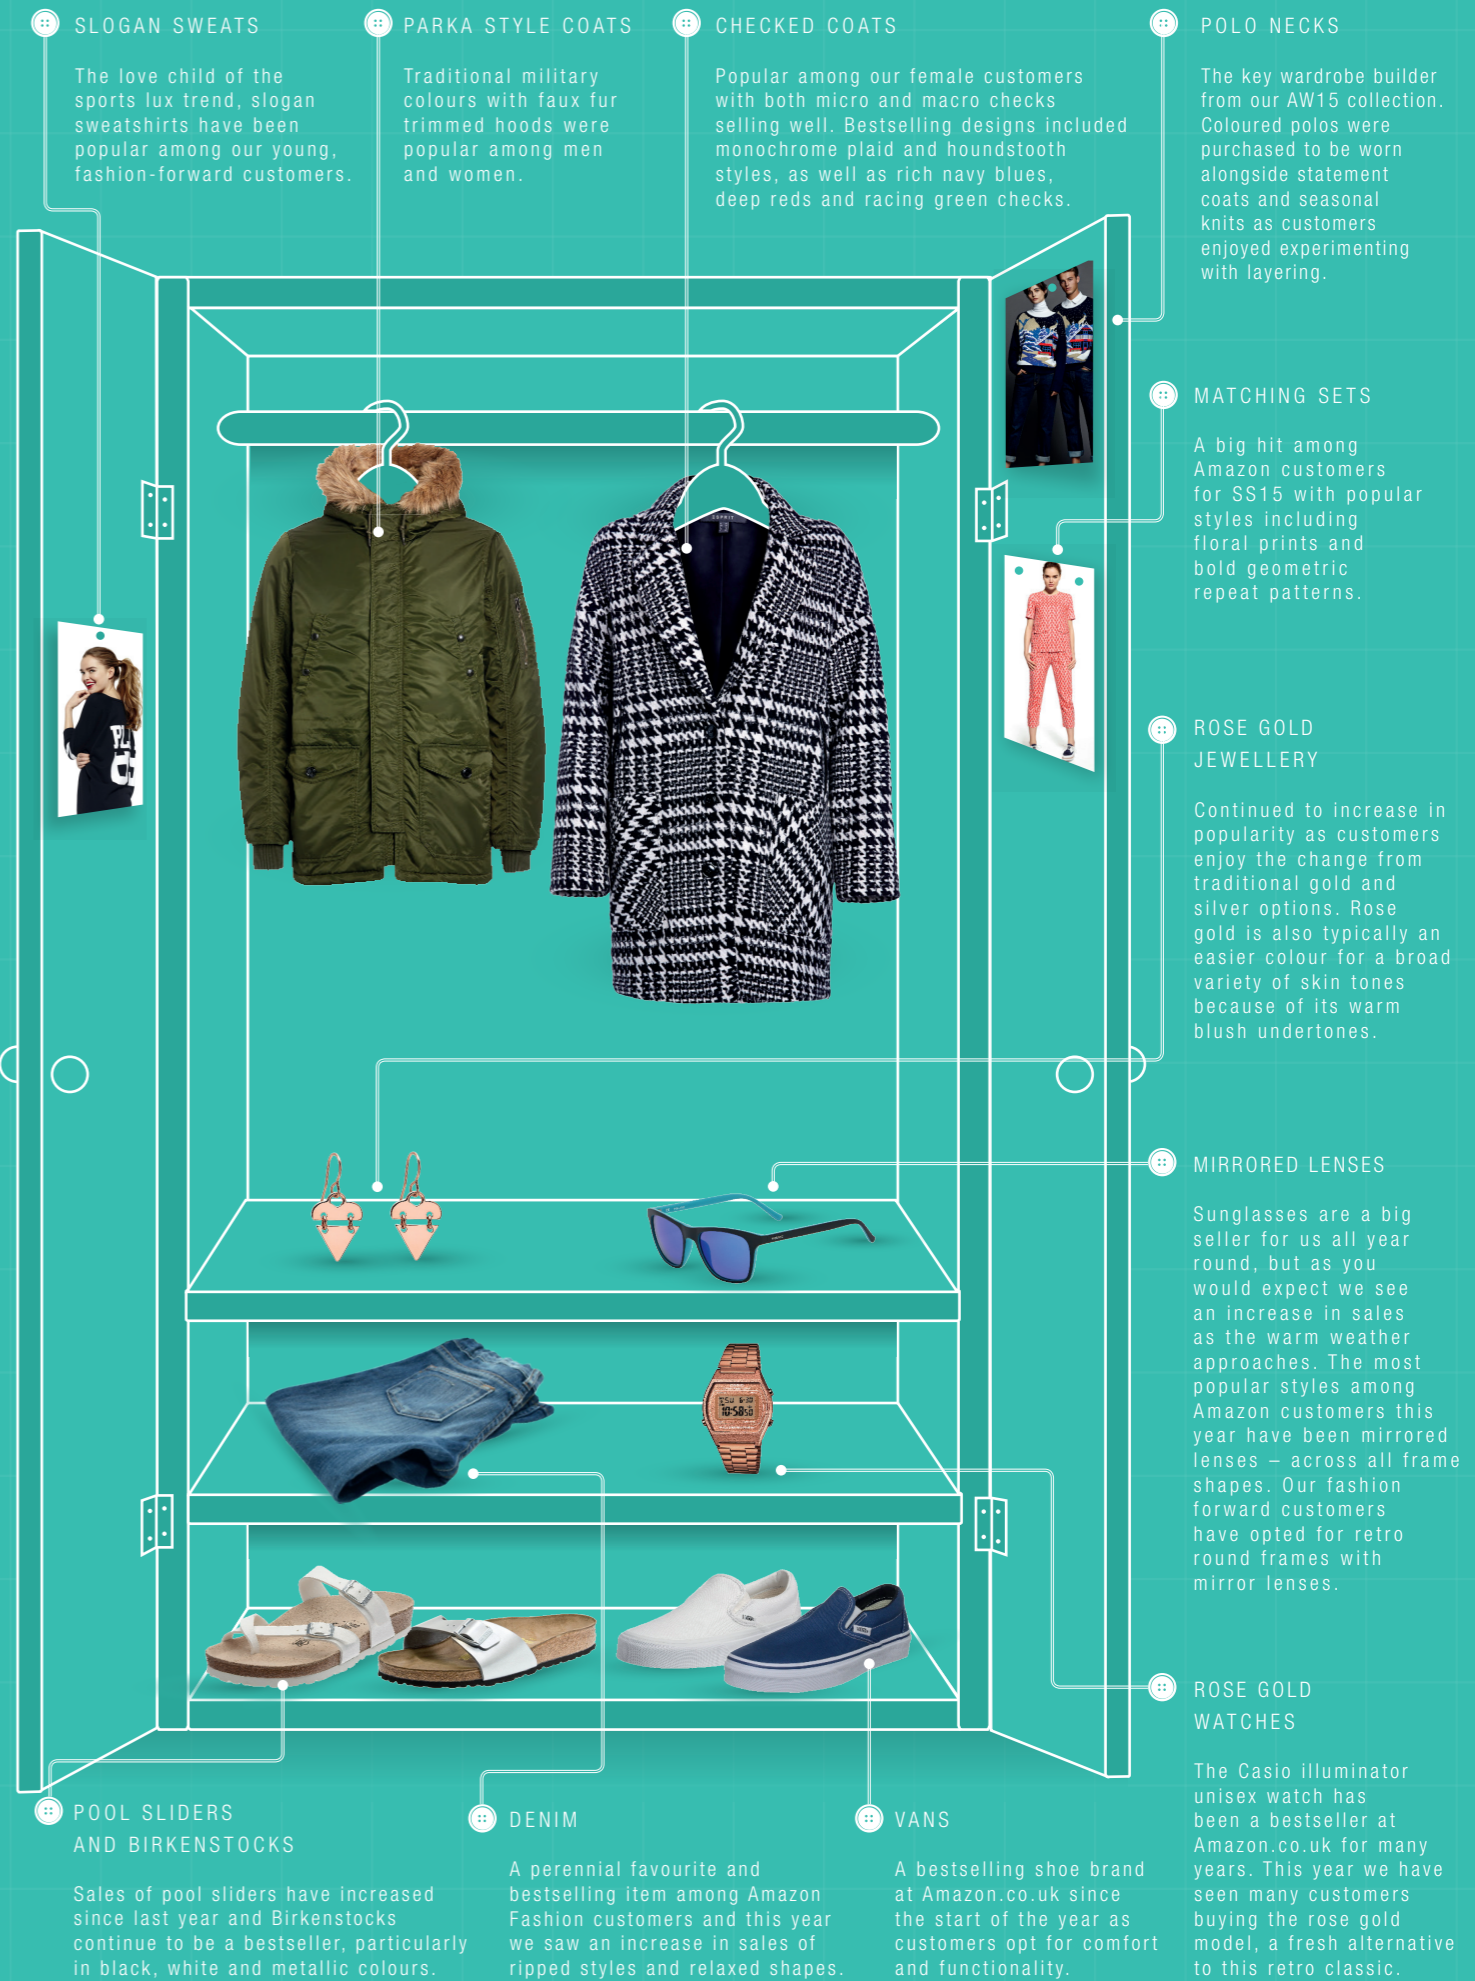 SLOGAN SWEATS
The love child of the
sports lux trend, slogan
sweatshirts have been
popular among our young,
fashion-forward customers.
PARKA STYLE COATS
Traditional military
colours with faux fur
trimmed hoods were
popular among men
and women.
CHECKED COATS
Popular among our female customers
with both micro and macro checks
selling well. Bestselling designs included
monochrome plaid and houndstooth
styles, as well as rich navy blues,
deep reds and racing green checks.
POLO NECKS
The key wardrobe builder
from our AW15 collection.
Coloured polos were
purchased to be worn
alongside statement
coats and seasonal
knits as customers
enjoyed experimenting
with layering.
MATCHING SETS
A big hit among
Amazon customers
for SS15 with popular
styles including
floral prints and
bold geometric
repeat patterns.
ESPRIT
ROSE GOLD
JEWELLERY
Continued to increase in
popularity as customers
enjoy the change from
traditional gold and
silver options. Rose
gold is also typically an
easier colour for a broad
variety of skin tones
because of its warm
blush undertones.
MIRRORED LENSES
Sunglasses are a big
seller for us all year
round, but as you
would expect we see
an increase in sales
as the warm weather
approaches. The most
popular styles among
Amazon customers this
year have been mirrored
lenses – across all frame
shapes. Our fashion
forward customers
have opted for retro
round frames with
mirror lenses.
SU 6-30
10:58 50
VANS
ROSE GOLD
WATCHES
The Casio illuminator
unisex watch has
been a bestseller at
Amazon.co.uk for many
years. This year we have
seen many customers
buying the rose gold
model, a fresh alternative
to this retro classic.
POOL SLIDERS
AND BIRKENSTOCKS
Sales of pool sliders have increased
since last year and Birkenstocks
continue to be a bestseller, particularly
in black, white and metallic colours.
DENIM
A perennial favourite and
bestselling item among Amazon
Fashion customers and this year
we saw an increase in sales of
ripped styles and relaxed shapes.
VANS
A bestselling shoe brand
at Amazon.co.uk since
the start of the year as
customers opt for comfort
and functionality.